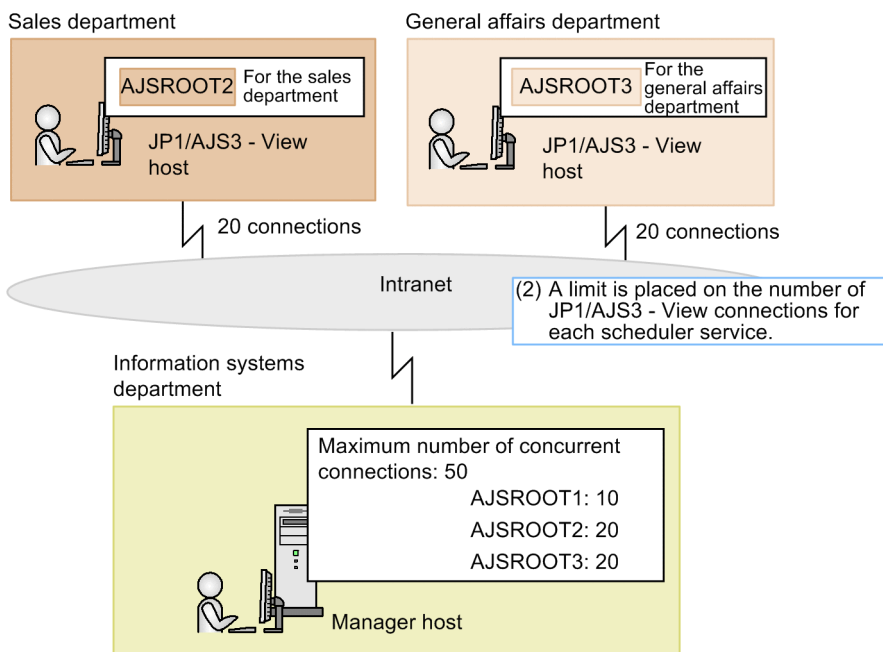 Sales department
General affairs department
AJSROOT2
For the sales
department
JP1/AJS3 - View
host
AJSROOT3
For the
general affairs
department
JP1/AJS3 - View
host
20 connections
20 connections
Intranet
(2) A limit is placed on the number of
JP1/AJS3 - View connections for
each scheduler service.
Information systems
department
Maximum number of concurrent
connections: 50
AJSROOT1: 10
AJSROOT2: 20
AJSROOT3: 20
Manager host